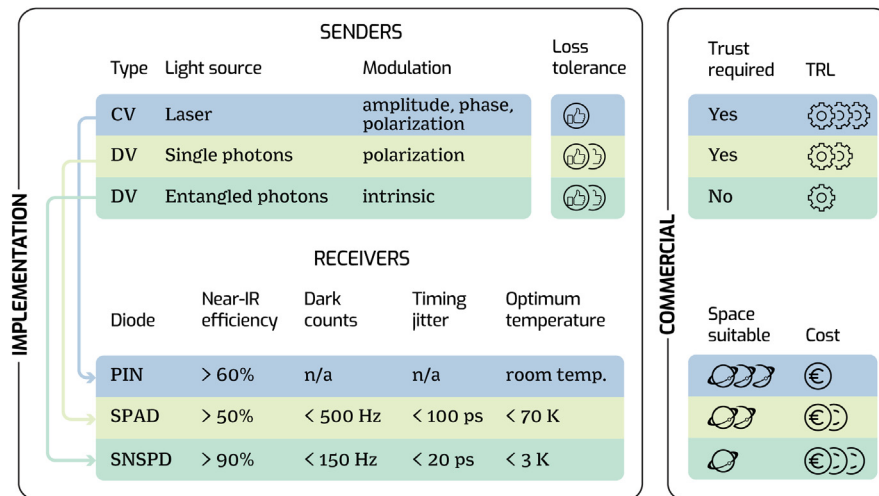 IMPLEMENTATION
SENDERS
Type Light source Modulation Loss tolerance
CV Laser amplitude, phase, polarization
DV Single photons polarization
DV Entangled photons intrinsic
RECEIVERS
Diode Near-IR efficiency Dark counts Timing jitter Optimum temperature
PIN > 60% n/a n/a room temp.
SPAD > 50% < 500 Hz < 100 ps < 70 K
SNSPD > 90% < 150 Hz < 20 ps < 3 K
COMMERCIAL
Trust required TRL
Yes
Yes
No
Space suitable Cost
€
€
€